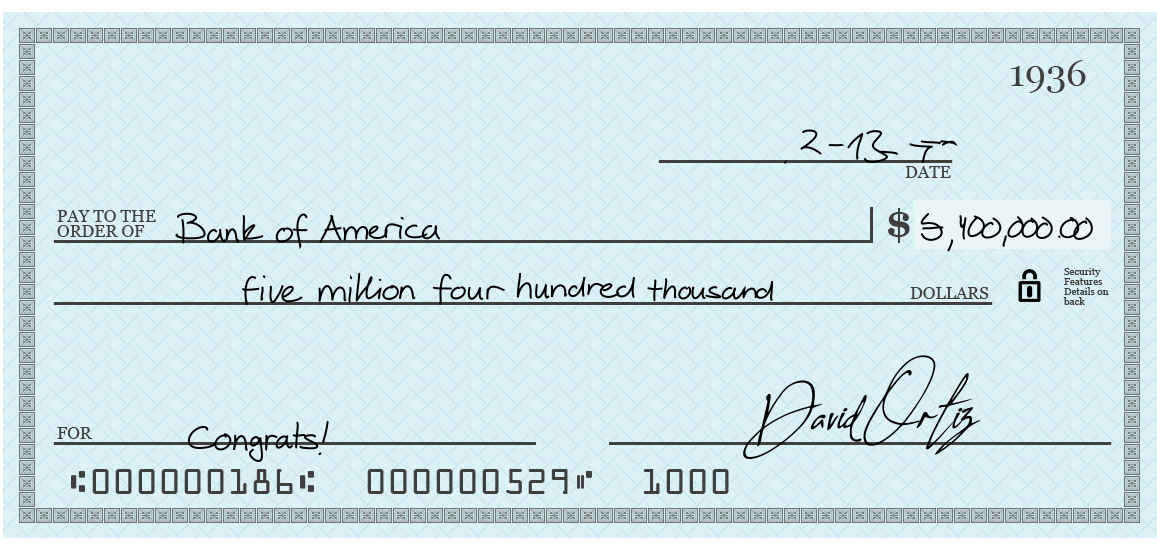 1936
2-13-
DATE
PAY TO THE
ORDER OF Bank of America $ 5,400,000.00
five million four hundred thousand DOLLARS
Security
Features
Details on
back
FOR Congrats! David Ortiz
⑆000000186⑆ 000000529⑈ 1000